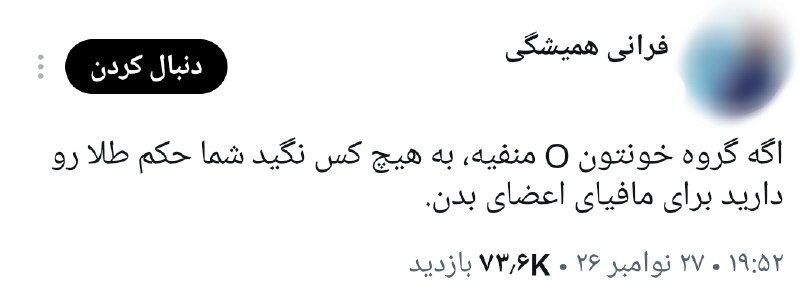 فرانی همیشگی
دنبال کردن
اگه گروه خونتون O منفیه، به هیچ کس نگید شما حکم طلا رو
دارید برای مافیای اعضای بدن.
۱۹:۵۲ • ۲۷ نوامبر ۲۶ • ۷۳٫۶K بازدید